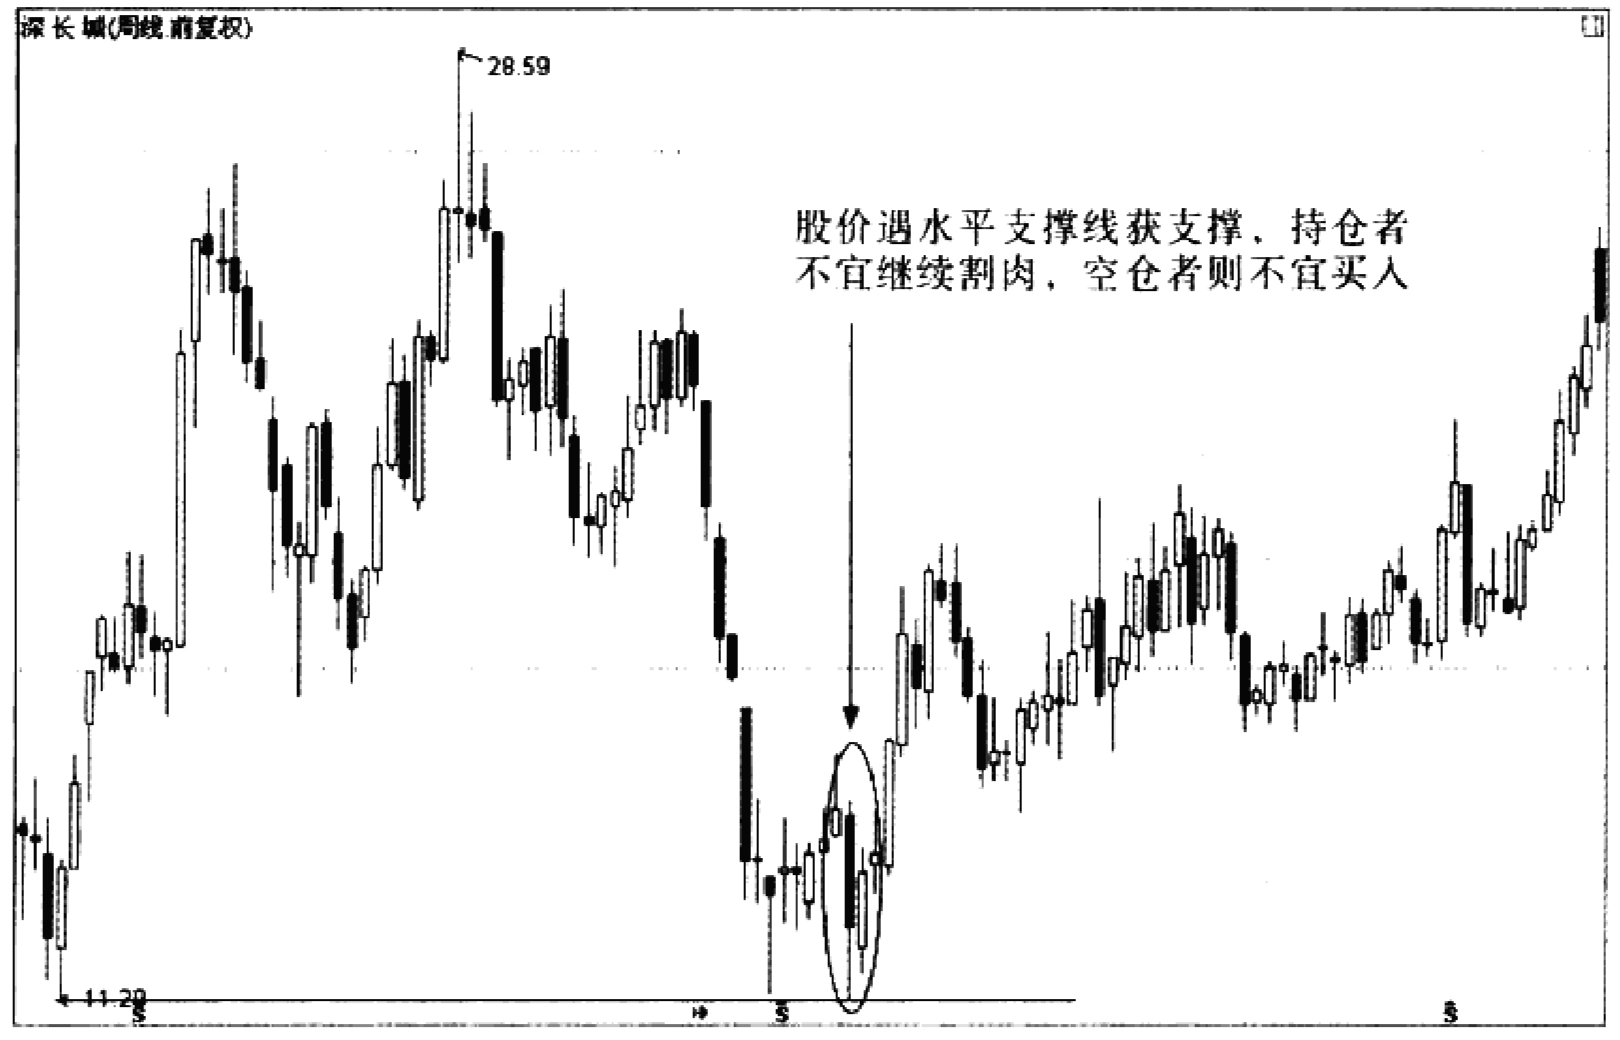 深长城(周线.前复权)
28.59
股价遇水平支撑线获支撑、持仓者
不宜继续割肉、空仓者则不宜买入
11.20